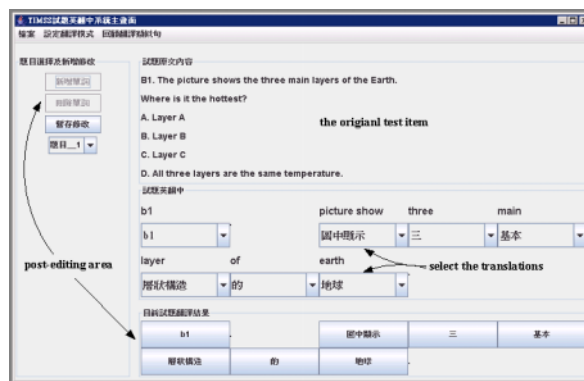 TIMSS試題英翻中系統主畫面
檔案 設定翻譯模式
題目選擇及新增修改
新增單詞
刪除單詞
暫存修改
題目__1
試題原文內容
B1. The picture shows the three main layers of the Earth.
Where is it the hottest?
A. Layer A
B. Layer B
C. Layer C
D. All three layers are the same temperature.
the origianl test item
試題英翻中
b1 picture show three main
b1 圖中顯示 三 基本
layer of earth
層狀構造 的 地球
post-editing area
select the translations
目前試題翻譯結果
b1 . 圖中顯示 三 基本
層狀構造 的 地球 .